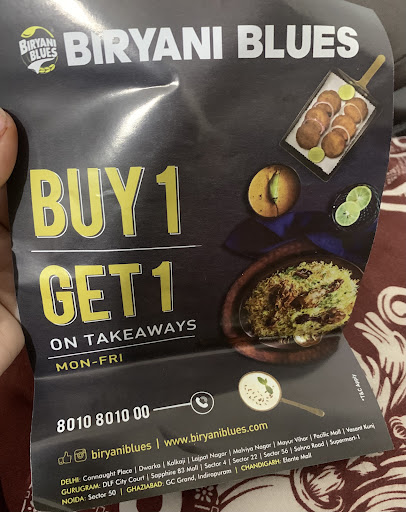 BIRYANI BLUES
BIRYANI BLUES
BUY 1
GET 1
ON TAKEAWAYS
MON-FRI
8010 8010 00
biryaniblues | www.biryaniblues.com
*T&C Apply
DELHI: Connaught Place | Dwarka | Kalkaji | Lajpat Nagar | Malviya Nagar | Mayur Vihar | Pacific Mall | Vasant Kunj
GURUGRAM: DLF City Court | Sapphire 83 Mall | Sector 4 | Sector 22 | Sector 56 | Sohna Road | Supermart-1
NOIDA: Sector 50 | GHAZIABAD: GC Grand, Indirapuram | CHANDIGARH: Elante Mall